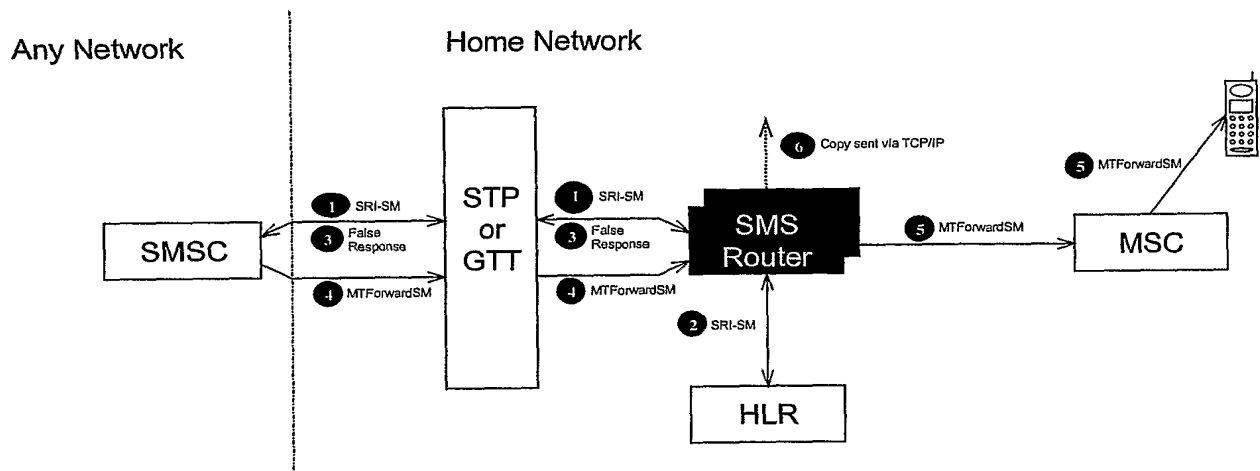 Any Network
Home Network
6 Copy sent via TCP/IP
5 MTForwardSM
1 SRI-SM
3 False
Response
4 MTForwardSM
SMSC
STP
or
GTT
1 SRI-SM
3 False
Response
4 MTForwardSM
SMS
Router
5 MTForwardSM
MSC
2 SRI-SM
HLR